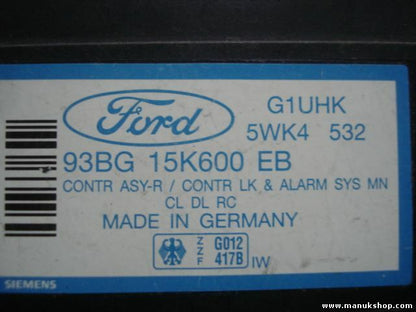 Ford
G1UHK
5WK4 532
93BG 15K600 EB
CONTR ASY-R / CONTR LK & ALARM SYS MN
CL DL RC
MADE IN GERMANY
ZZF G012
417B IW
SIEMENS
www.manukshop.com